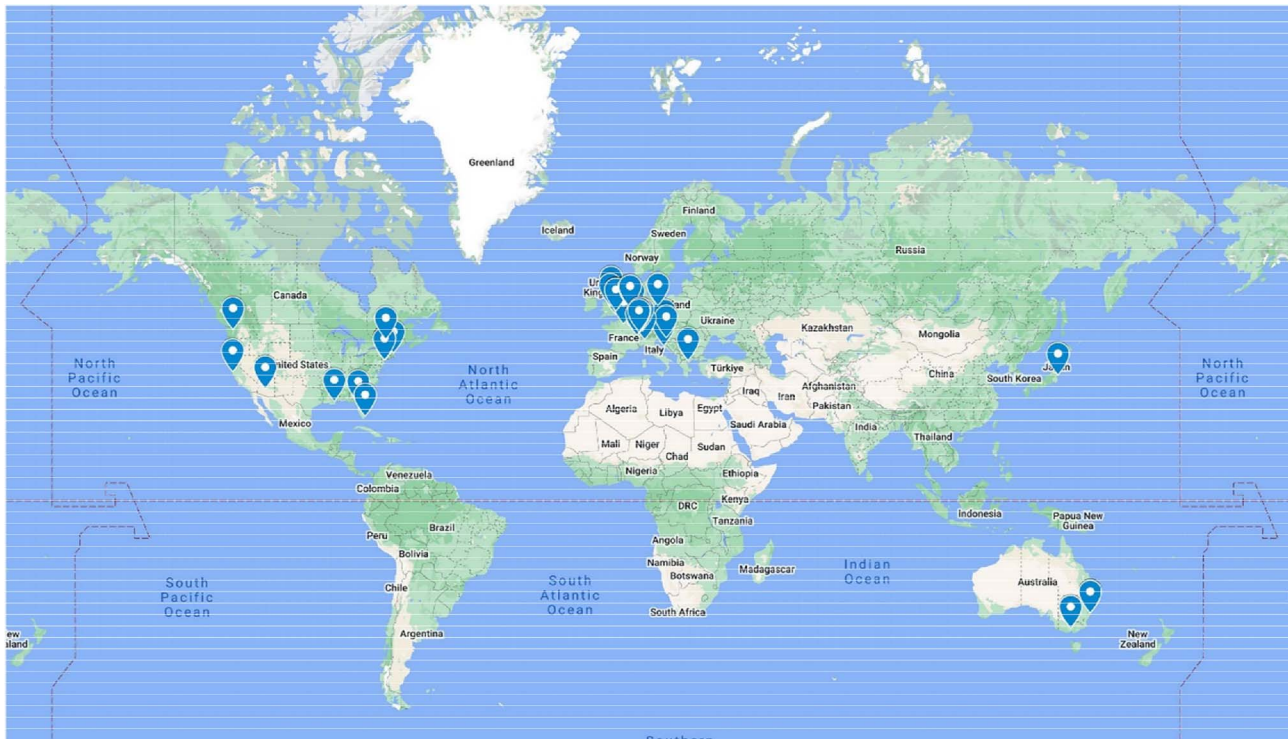 Greenland
Iceland
Finland
Sweden
Norway
Russia
Canada
Ukraine
Kazakhstan
Mongolia
France
Italy
Spain
Türkiye
North
Pacific
Ocean
North
Atlantic
Ocean
South Korea
China
North
Pacific
Ocean
Mexico
Algeria
Libya
Egypt
Iraq
Iran
Afghanistan
Pakistan
Saudi Arabia
India
Thailand
Mali
Niger
Chad
Sudan
Nigeria
Ethiopia
Venezuela
Colombia
DRC
Kenya
Tanzania
Indonesia
Papua New
Guinea
Peru
Brazil
Bolivia
Angola
Namibia
Botswana
Madagascar
Indian
Ocean
Australia
South
Pacific
Ocean
Chile
South
Atlantic
Ocean
South Africa
Argentina
New
Zealand